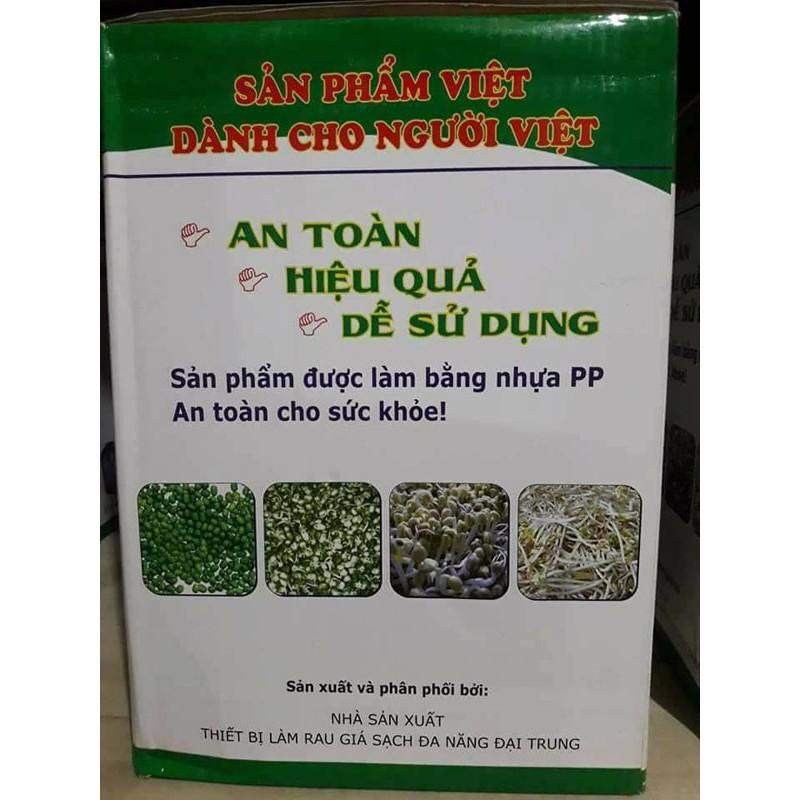 SẢN PHẨM VIỆT
DÀNH CHO NGƯỜI VIỆT
AN TOÀN
HIỆU QUẢ
DỄ SỬ DỤNG
Sản phẩm được làm bằng nhựa PP
An toàn cho sức khỏe!
Sản xuất và phân phối bởi:
NHÀ SẢN XUẤT
THIẾT BỊ LÀM RAU GIÁ SẠCH ĐA NĂNG ĐẠI TRUNG